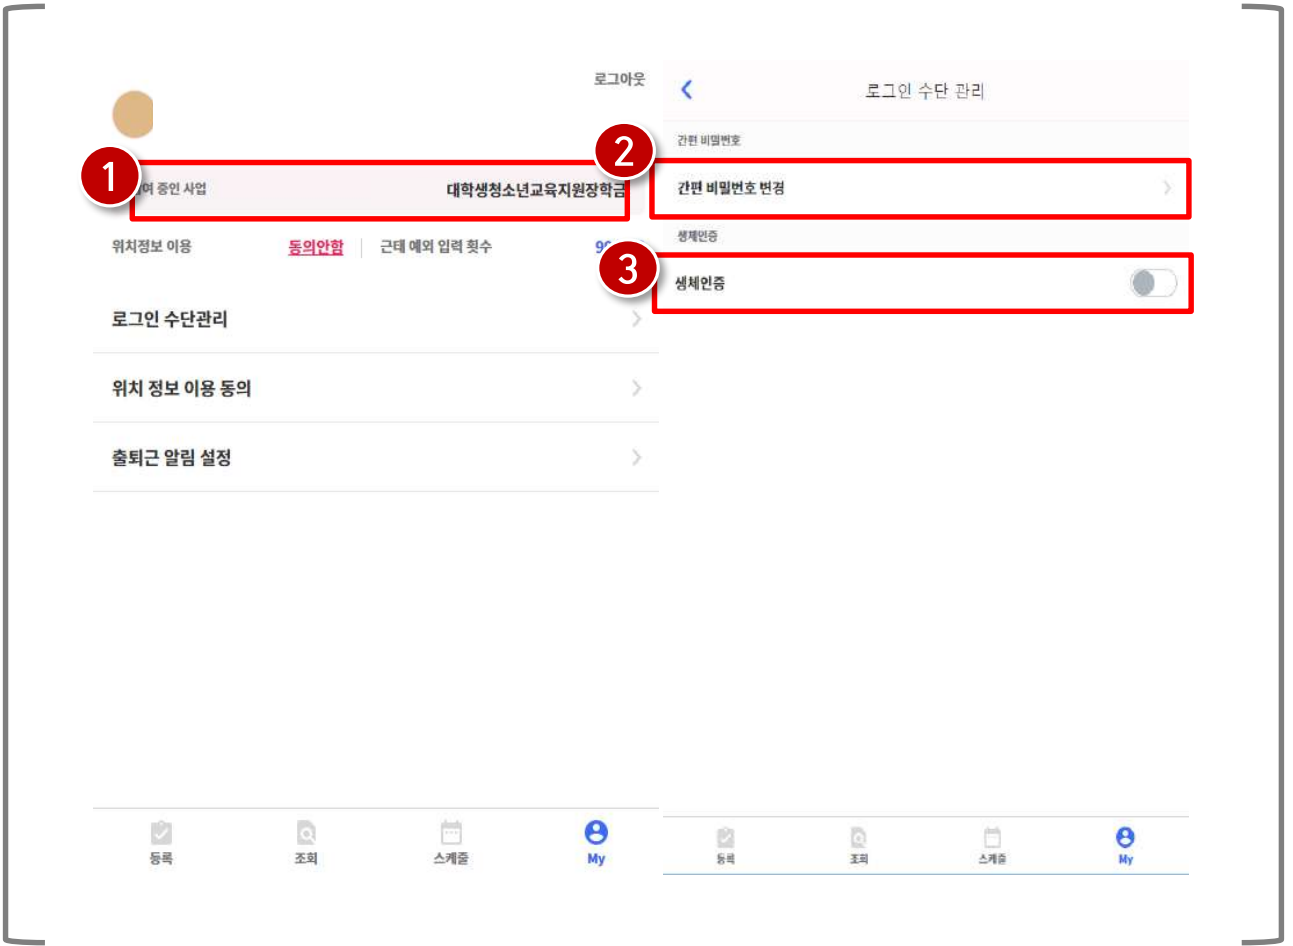 로그아웃
1
여 중인 사업
대학생청소년교육지원장학금
위치정보 이용
동의안함
근태 예외 입력 횟수
로그인 수단관리
위치 정보 이용 동의
출퇴근 알림 설정
등록
조회
스케줄
My
로그인 수단 관리
간편 비밀번호
2
간편 비밀번호 변경
생체인증
3
생체인증
등록
조회
스케줄
My